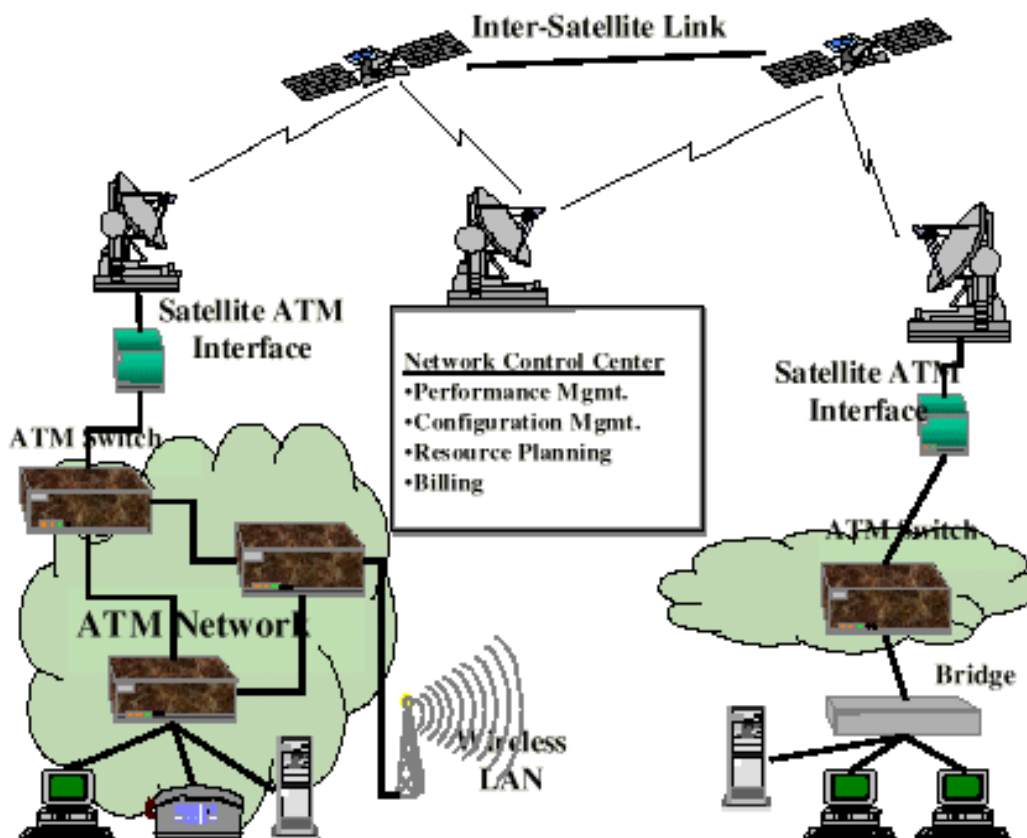 Inter-Satellite Link
Satellite ATM
Interface
Network Control Center
•Performance Mgmt.
•Configuration Mgmt.
•Resource Planning
•Billing
Satellite ATM
Interface
ATM Switch
ATM Switch
ATM Network
Bridge
Wireless
LAN